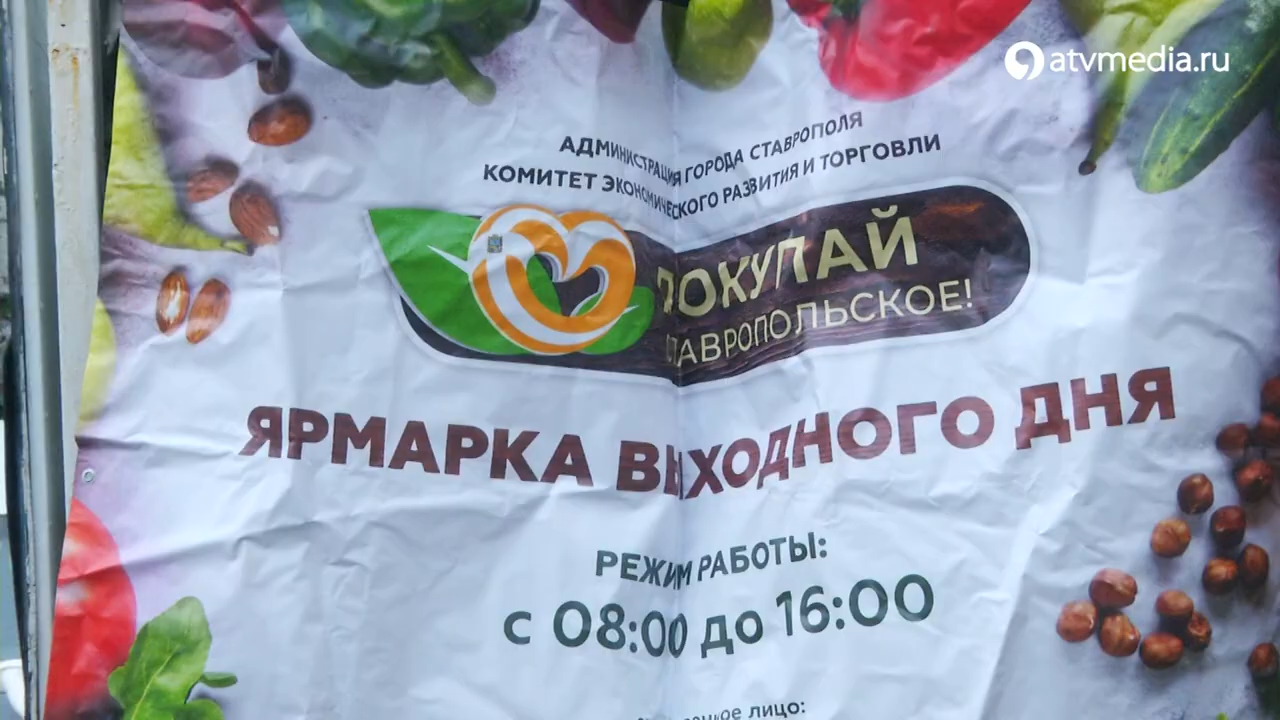 atvmedia.ru
АДМИНИСТРАЦИЯ ГОРОДА СТАВРОПОЛЯ
КОМИТЕТ ЭКОНОМИЧЕСКОГО РАЗВИТИЯ И ТОРГОВЛИ
ПОКУПАЙ
СТАВРОПОЛЬСКОЕ!
ЯРМАРКА ВЫХОДНОГО ДНЯ
РЕЖИМ РАБОТЫ:
с 08:00 до 16:00
лицо: